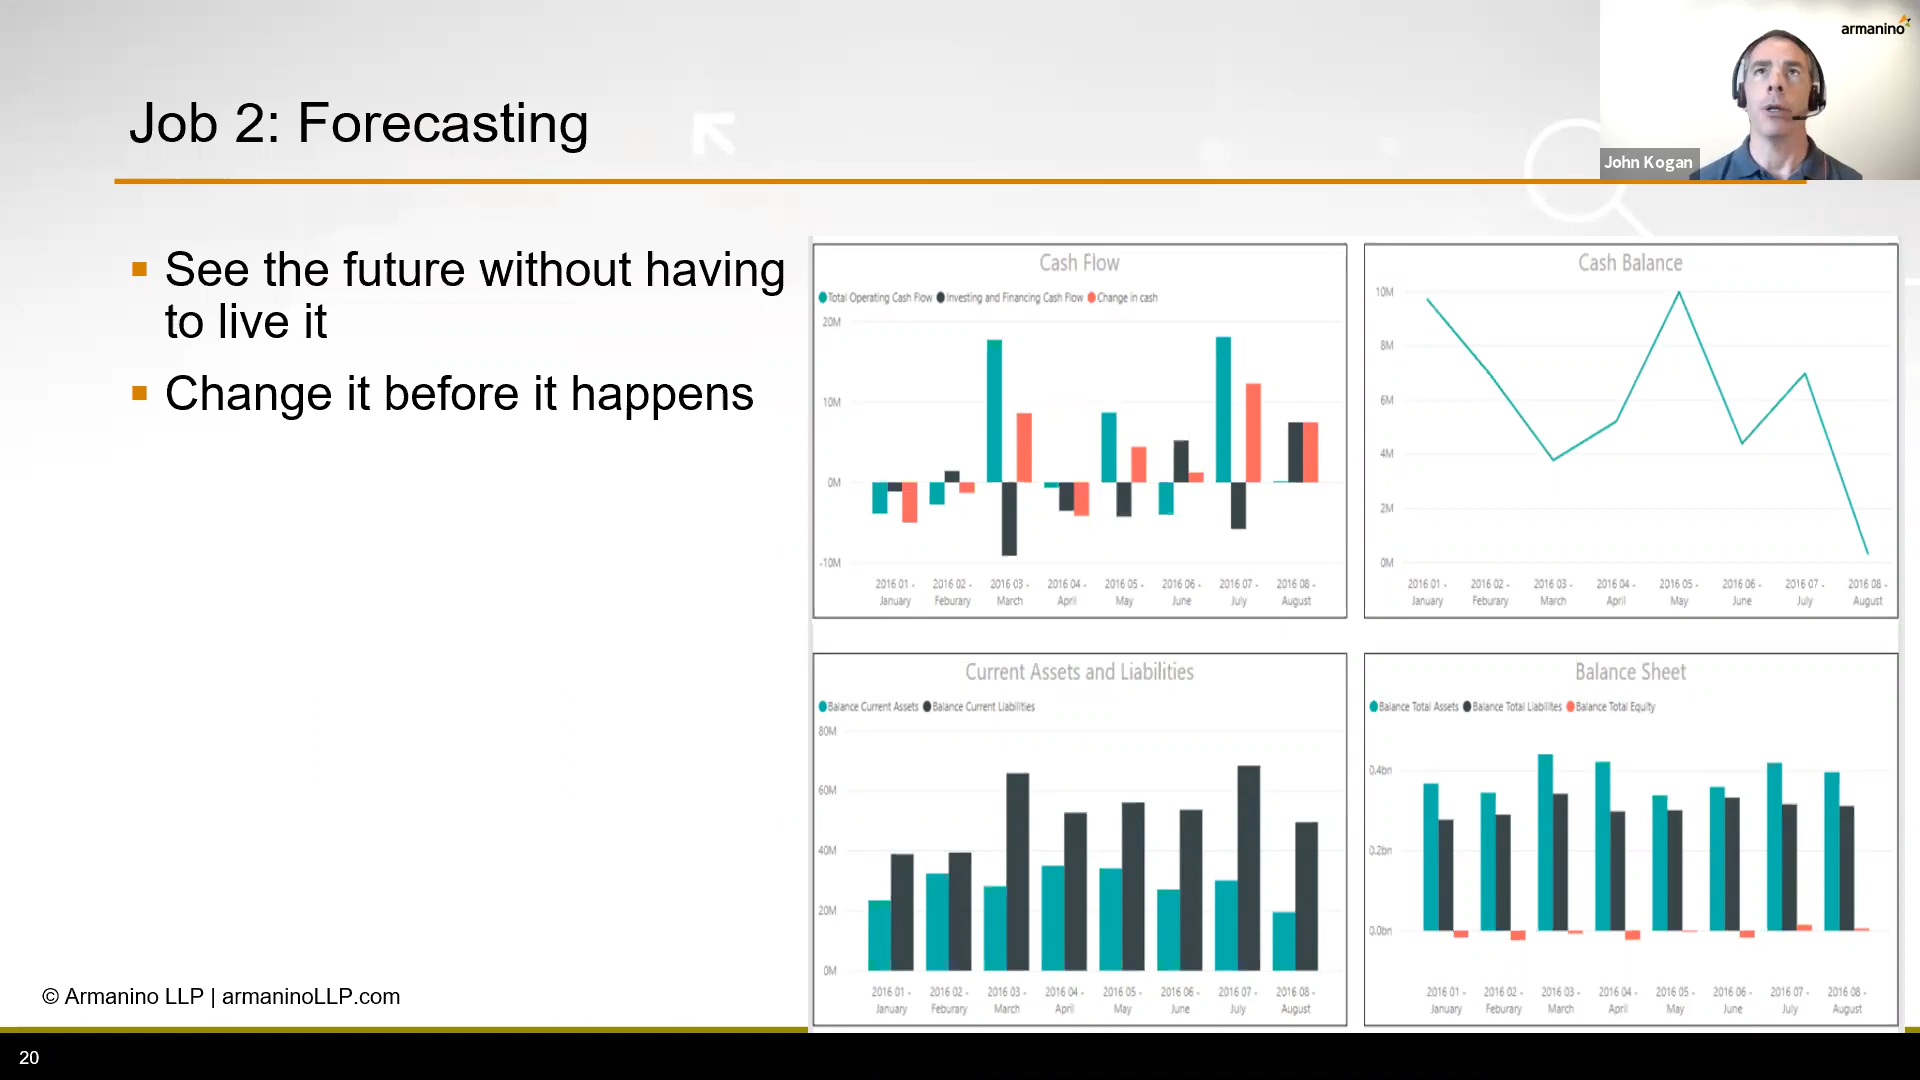 armanino
John Kogan
Job 2: Forecasting
See the future without having
to live it
Change it before it happens
Cash Flow
Total Operating Cash Flow Investing and Financing Cash Flow Change in cash
20M
10M
0M
-10M
2016 01 - 2016 02 - 2016 03 - 2016 04 - 2016 05 - 2016 06 - 2016 07 - 2016 08 -
January Feburary March April May June July August
Cash Balance
10M
8M
6M
4M
2M
0M
2016 01 - 2016 02 - 2016 03 - 2016 04 - 2016 05 - 2016 06 - 2016 07 - 2016 08 -
January Feburary March April May June July August
Current Assets and Liabilities
Balance Current Assets Balance Current Liabilities
80M
60M
40M
20M
0M
2016 01 - 2016 02 - 2016 03 - 2016 04 - 2016 05 - 2016 06 - 2016 07 - 2016 08 -
January Feburary March April May June July August
Balance Sheet
Balance Total Assets Balance Total Liabilites Balance Total Equity
0.4bn
0.2bn
0.0bn
2016 01 - 2016 02 - 2016 03 - 2016 04 - 2016 05 - 2016 06 - 2016 07 - 2016 08 -
January Feburary March April May June July August
© Armanino LLP | armaninoLLP.com
20